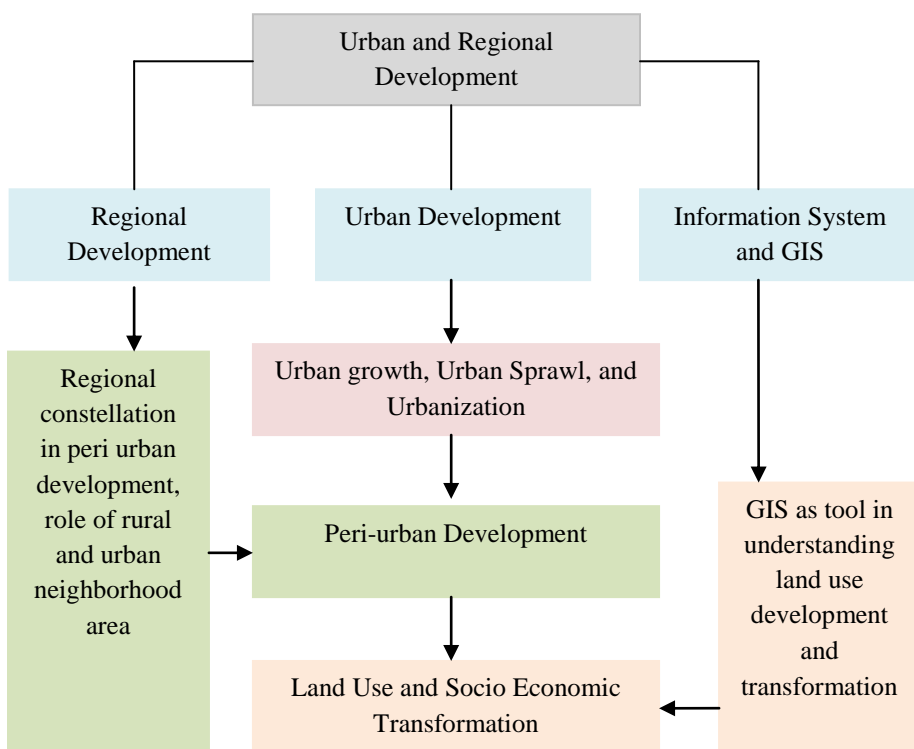 Urban and Regional
Development
Regional
Development
Urban Development
Information System
and GIS
Urban growth, Urban Sprawl, and
Urbanization
Regional
constellation
in peri urban
development,
role of rural
and urban
neighborhood
area
Peri-urban Development
GIS as tool in
understanding
land use
development
and
transformation
Land Use and Socio Economic
Transformation